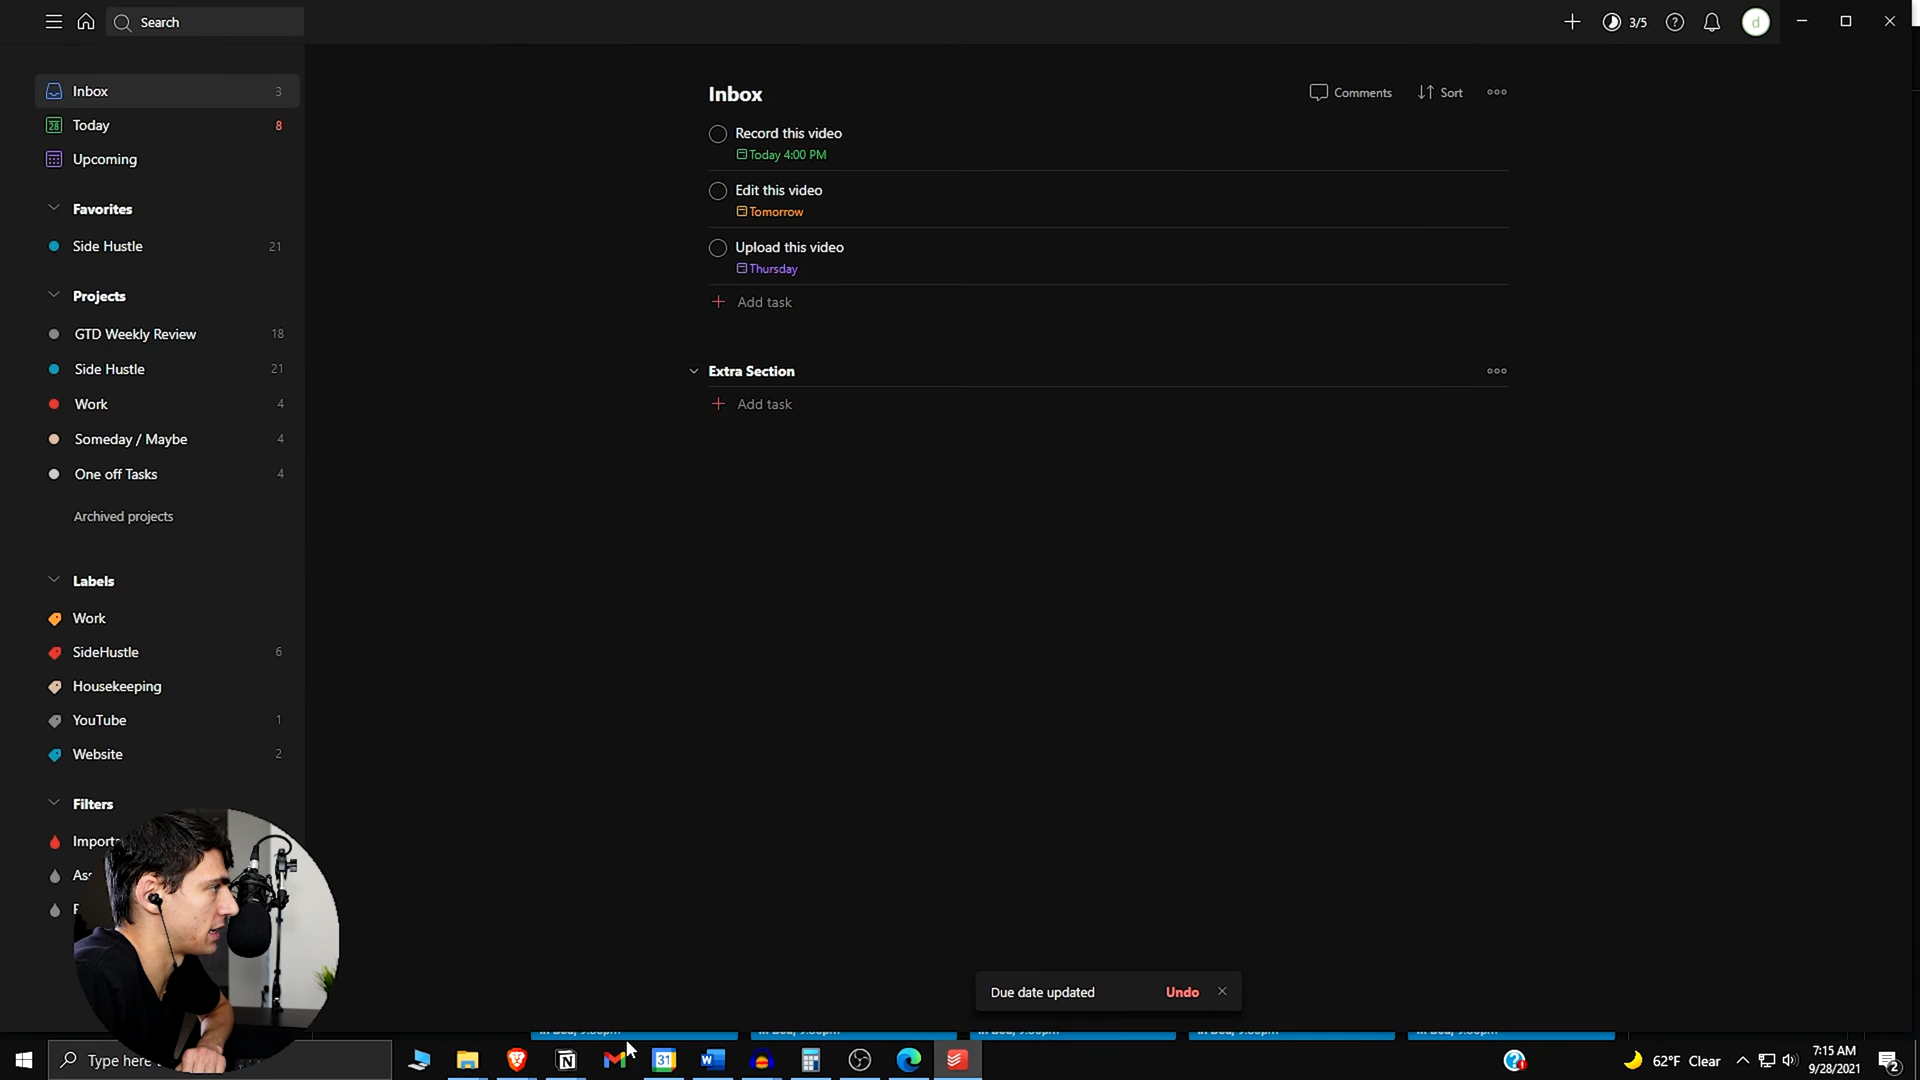 Search
3/5
d
Inbox 3
28 Today 8
Upcoming
Favorites
Side Hustle 21
Projects
GTD Weekly Review 18
Side Hustle 21
Work 4
Someday / Maybe 4
One off Tasks 4
Archived projects
Labels
Work
SideHustle 6
Housekeeping
YouTube 1
Website 2
Filters
Inbox
Comments Sort
Record this video
Today 4:00 PM
Edit this video
Tomorrow
Upload this video
Thursday
Add task
Extra Section
Add task
Due date updated Undo
Type here
31
62°F Clear
7:15 AM
9/28/2021
2